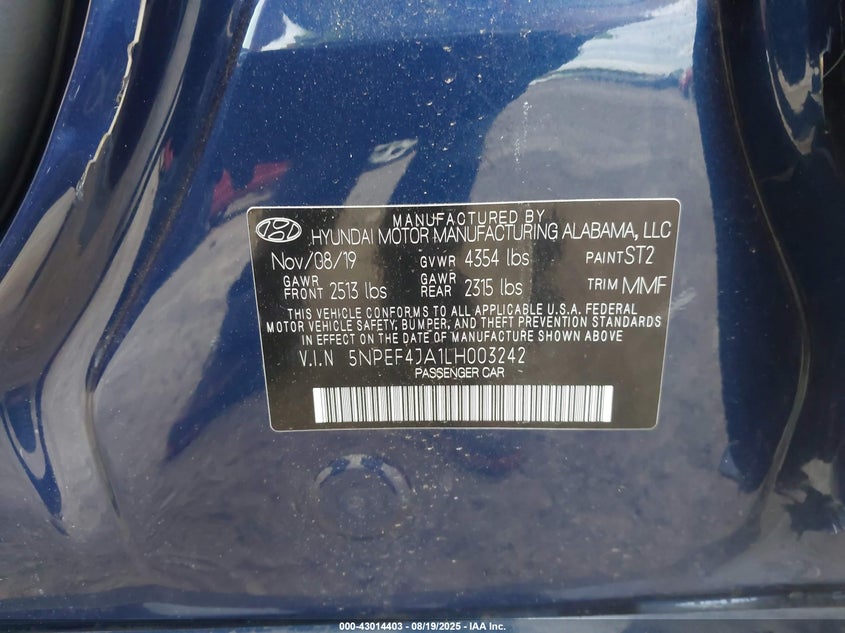 MANUFACTURED BY
HYUNDAI MOTOR MANUFACTURING ALABAMA, LLC
Nov/08/19 GVWR 4354 lbs PAINT ST2
GAWR FRONT 2513 lbs GAWR REAR 2315 lbs TRIM MMF
THIS VEHICLE CONFORMS TO ALL APPLICABLE U.S.A. FEDERAL
MOTOR VEHICLE SAFETY, BUMPER, AND THEFT PREVENTION STANDARDS
IN EFFECT ON THE DATE OF MANUFACTURE SHOWN ABOVE
V.I.N 5NPEF4JA1LH003242
PASSENGER CAR
000-43014403 - 08/19/2025 - IAA Inc.